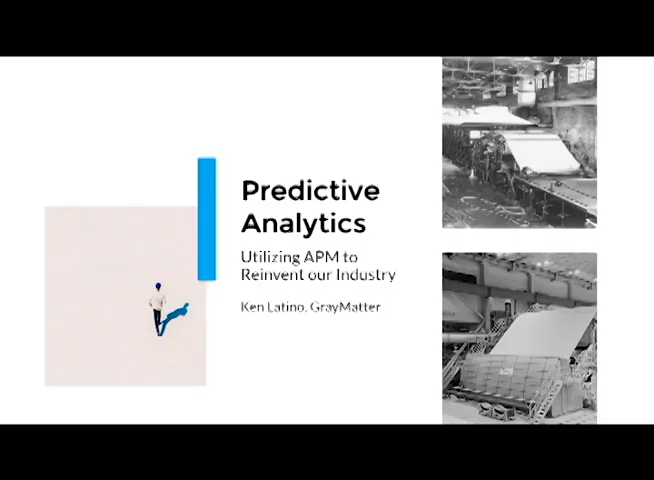 Predictive
Analytics
Utilizing APM to
Reinvent our Industry
Ken Latino, GrayMatter